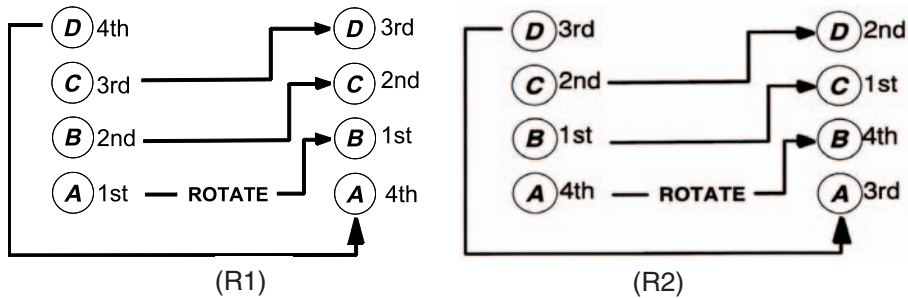 D 4th D 3rd
C 3rd C 2nd
B 2nd B 1st
A 1st ROTATE A 4th
(R1)
D 3rd D 2nd
C 2nd C 1st
B 1st B 4th
A 4th ROTATE A 3rd
(R2)